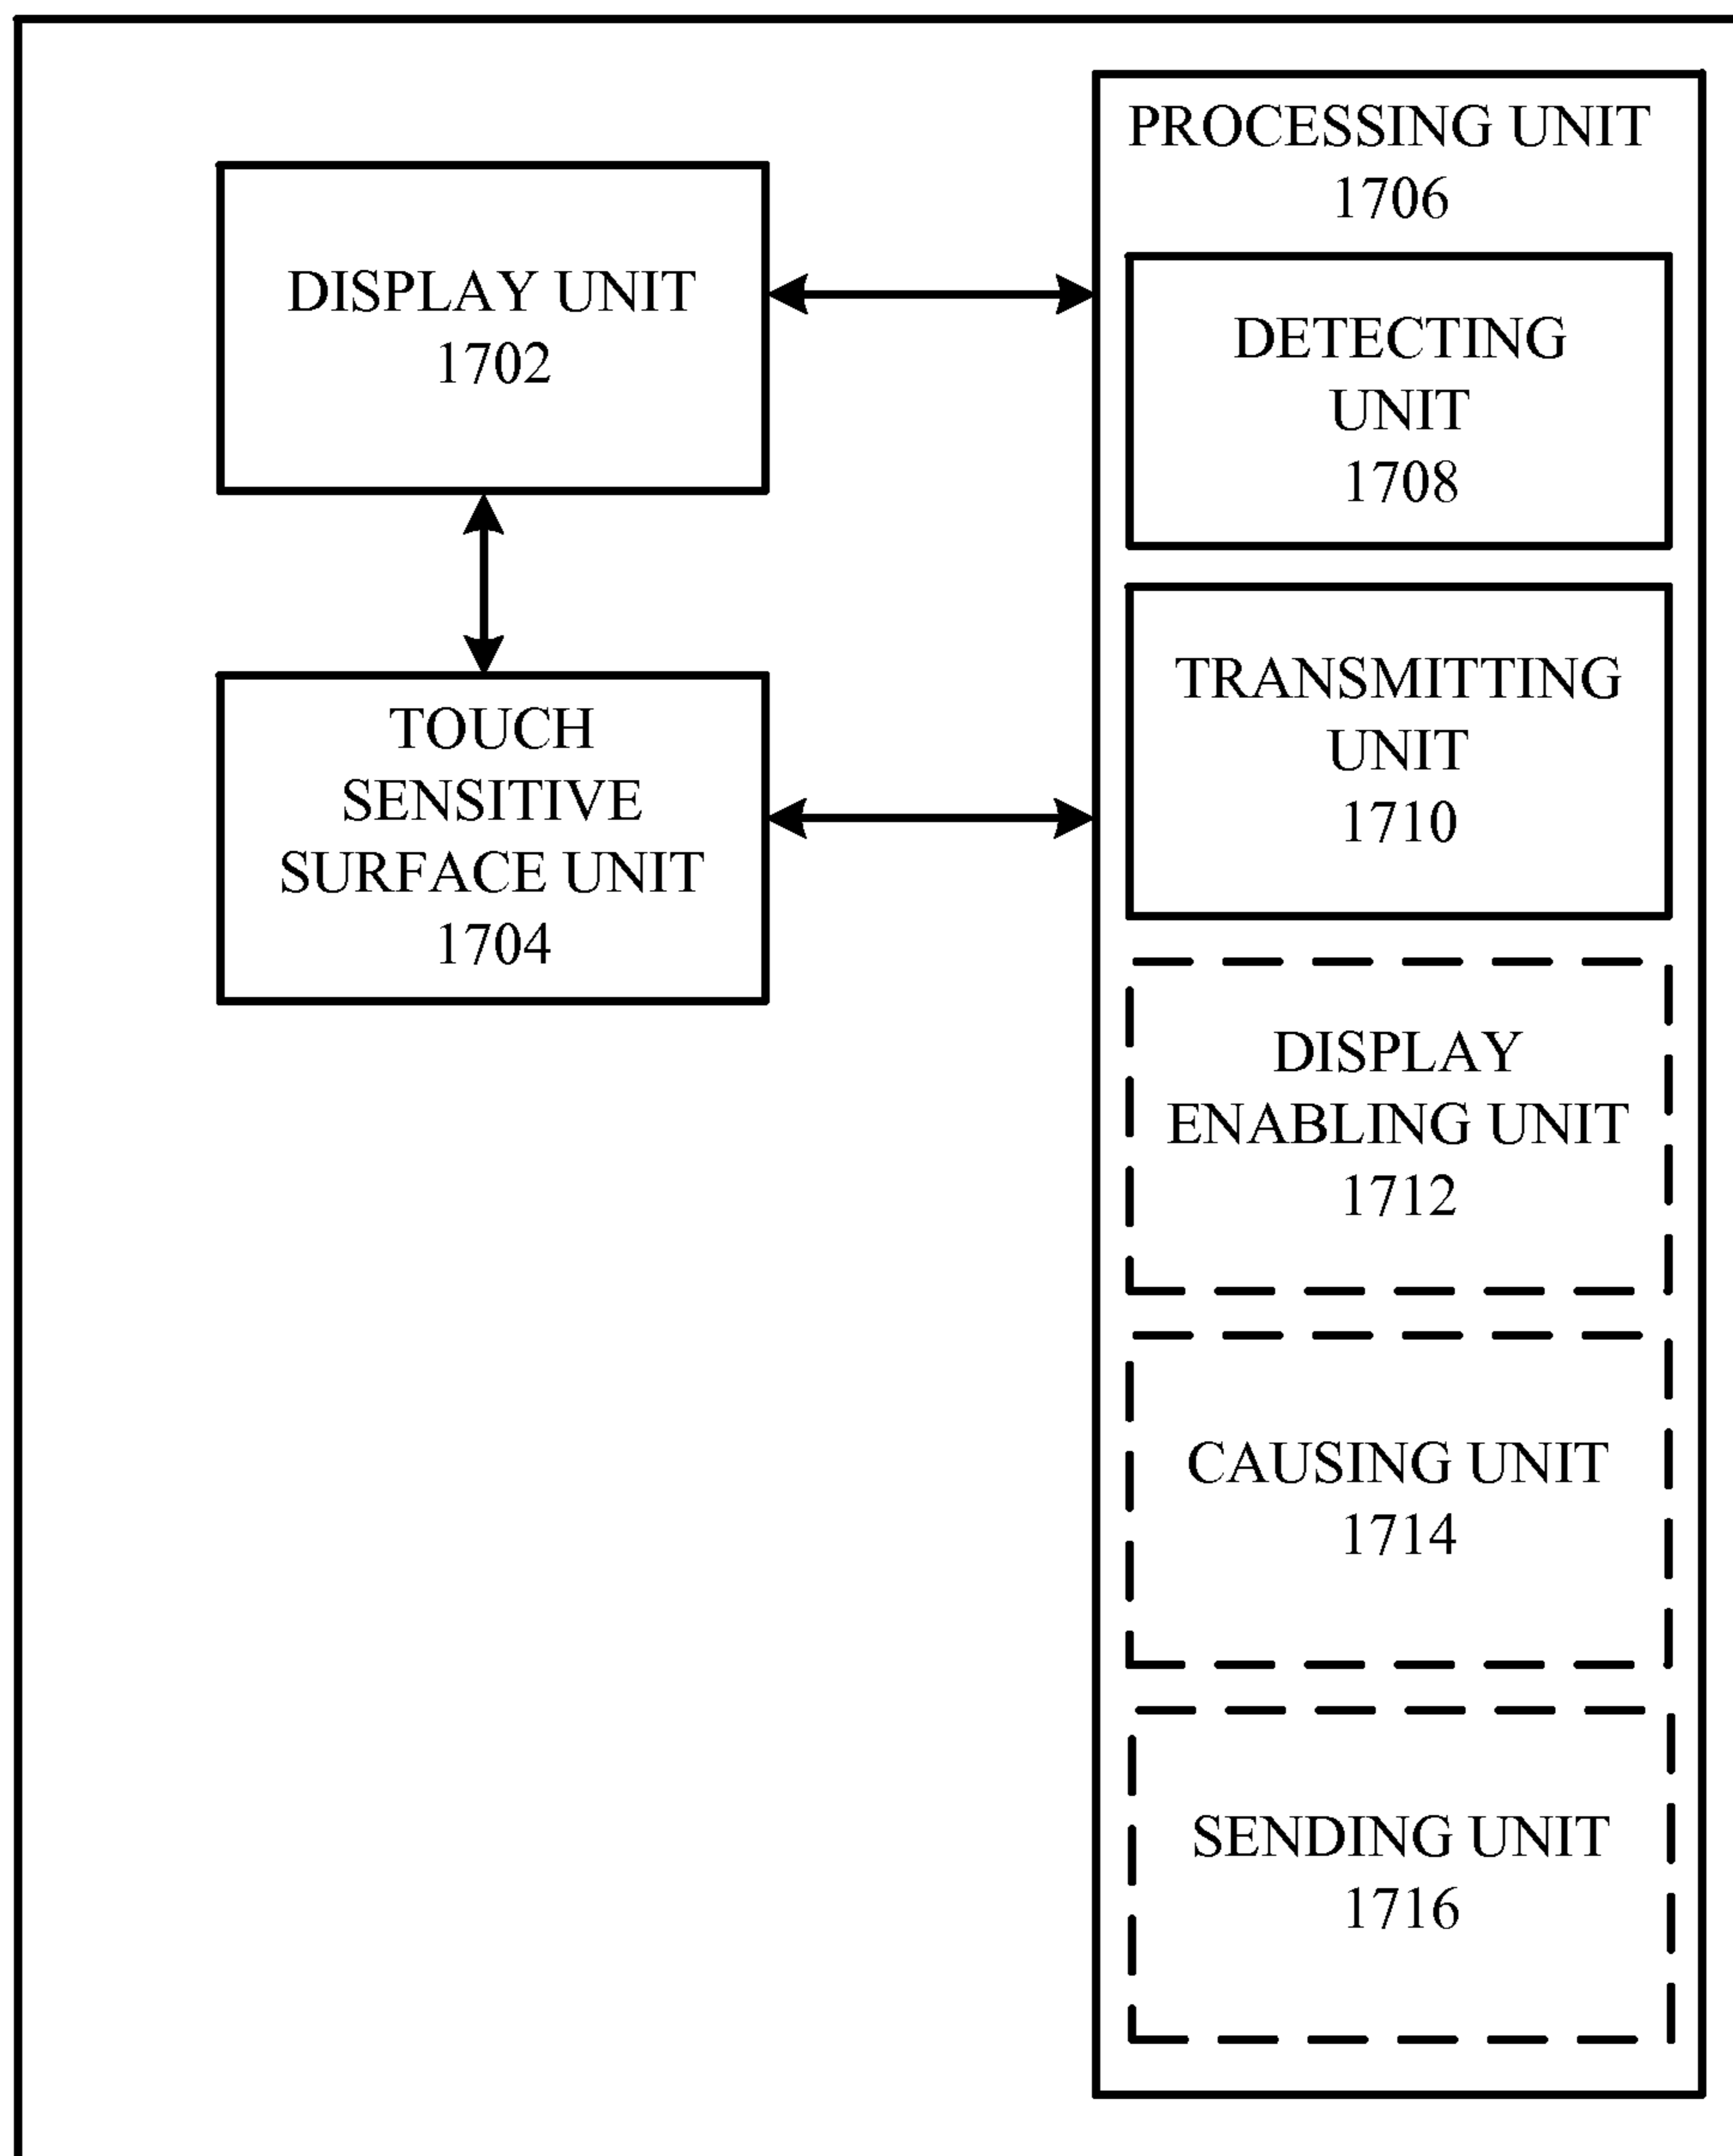 DISPLAY UNIT
1702
TOUCH
SENSITIVE
SURFACE UNIT
1704
PROCESSING UNIT
1706
DETECTING
UNIT
1708
TRANSMITTING
UNIT
1710
DISPLAY
ENABLING UNIT
1712
CAUSING UNIT
1714
SENDING UNIT
1716